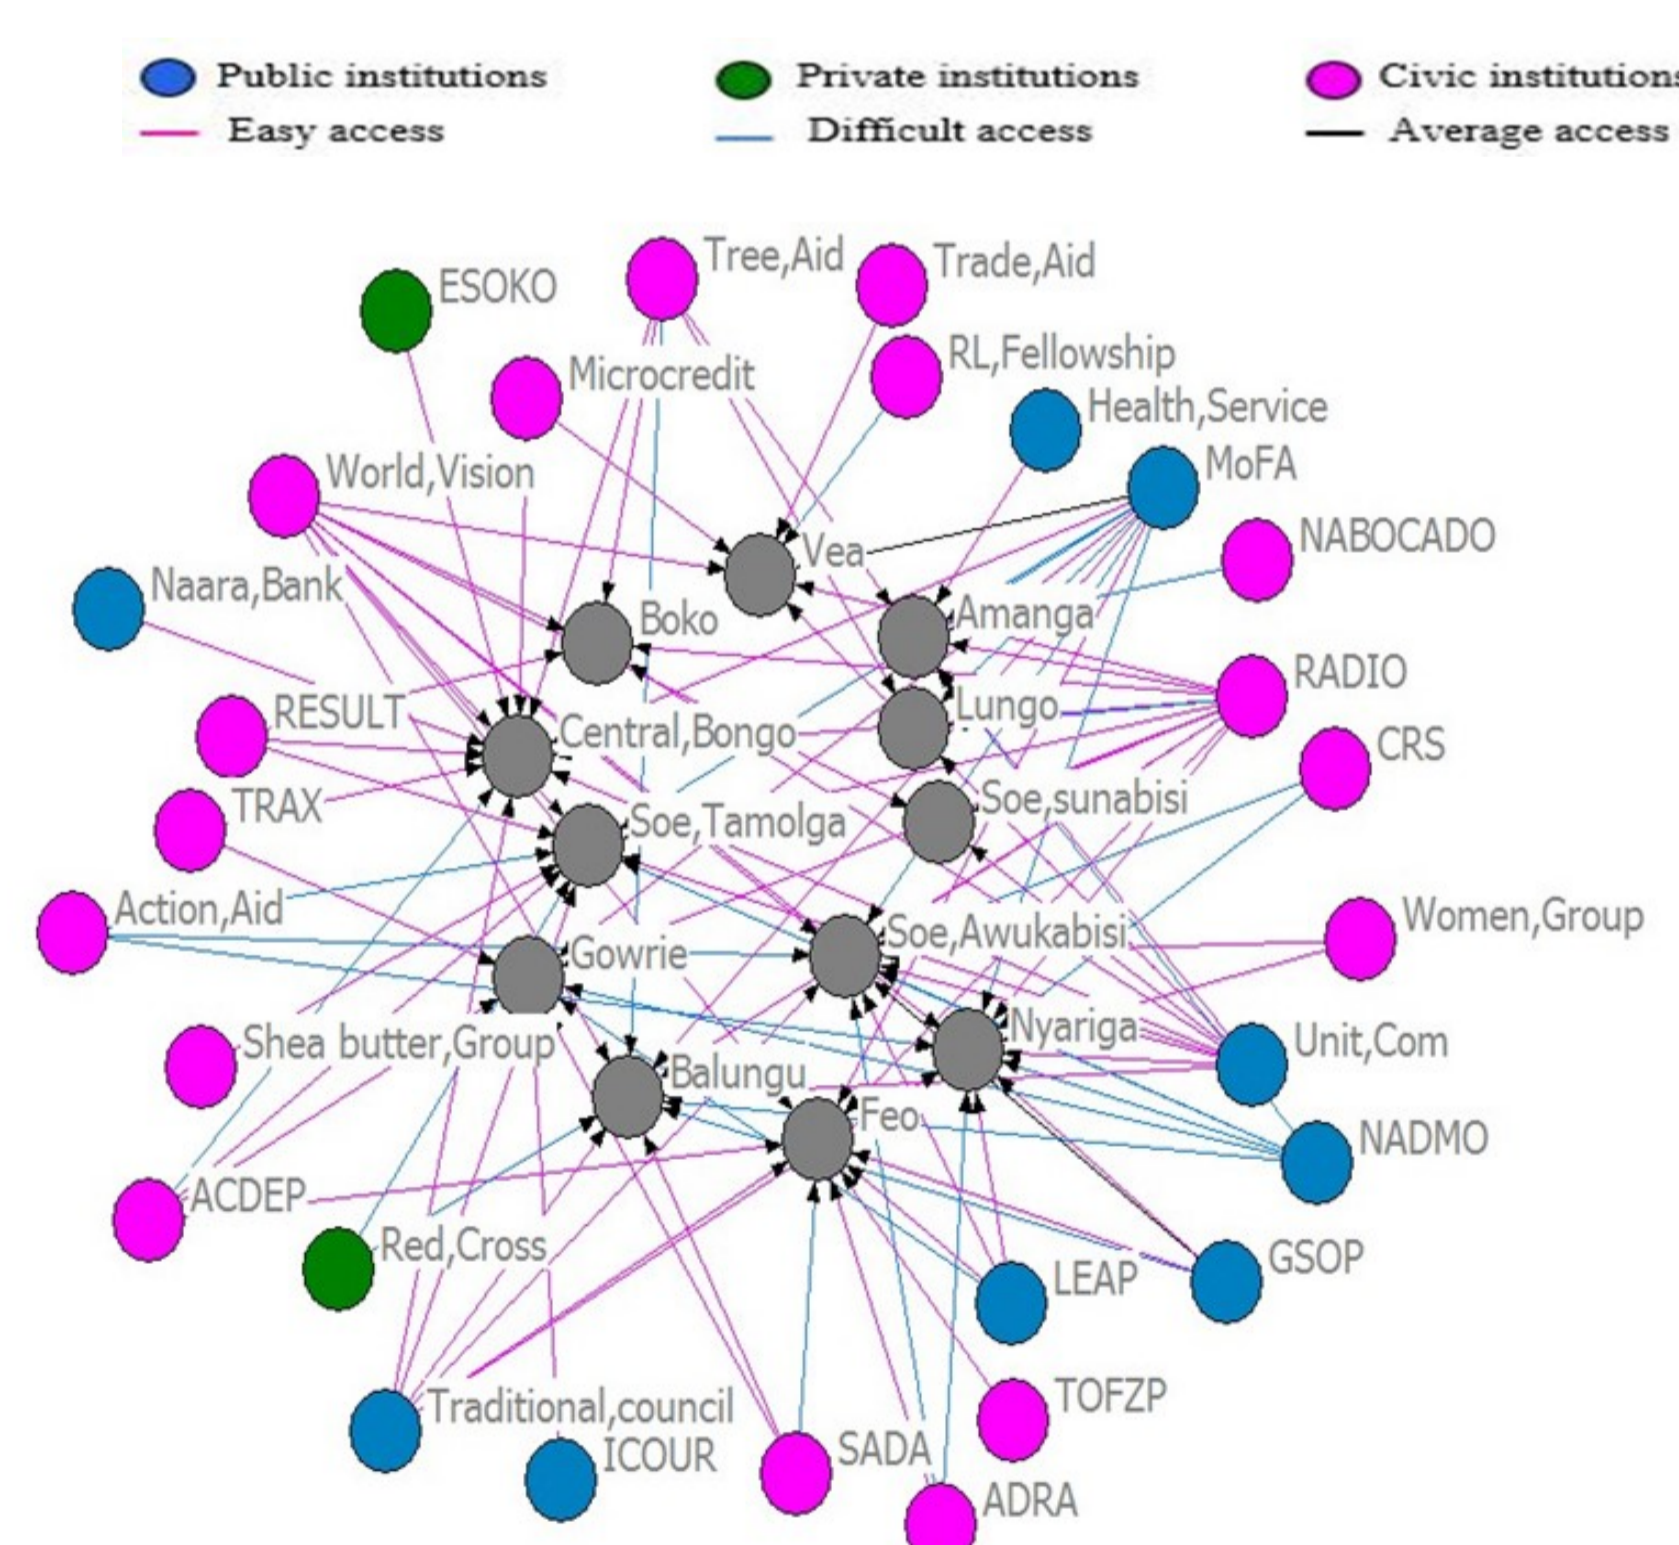 Public institutions Private institutions Civic institutions
Easy access Difficult access Average access
Tree,Aid
Trade,Aid
ESOKO
RL,Fellowship
Microcredit
Health,Service
MoFA
World,Vision
NABOCADO
Vea
Naara,Bank
Boko
Amanga
RADIO
RESULT
Lungo
Central,Bongo
CRS
Soe,sunabisi
TRAX
Soe,Tamolga
Action,Aid
Women,Group
Soe,Awukabisi
Gowrie
Nyariga
Shea butter,Group
Unit,Com
Balungu
Feo
NADMO
ACDEP
Red,Cross
GSOP
LEAP
TOFZP
Traditional,council
SADA
ICOUR
ADRA